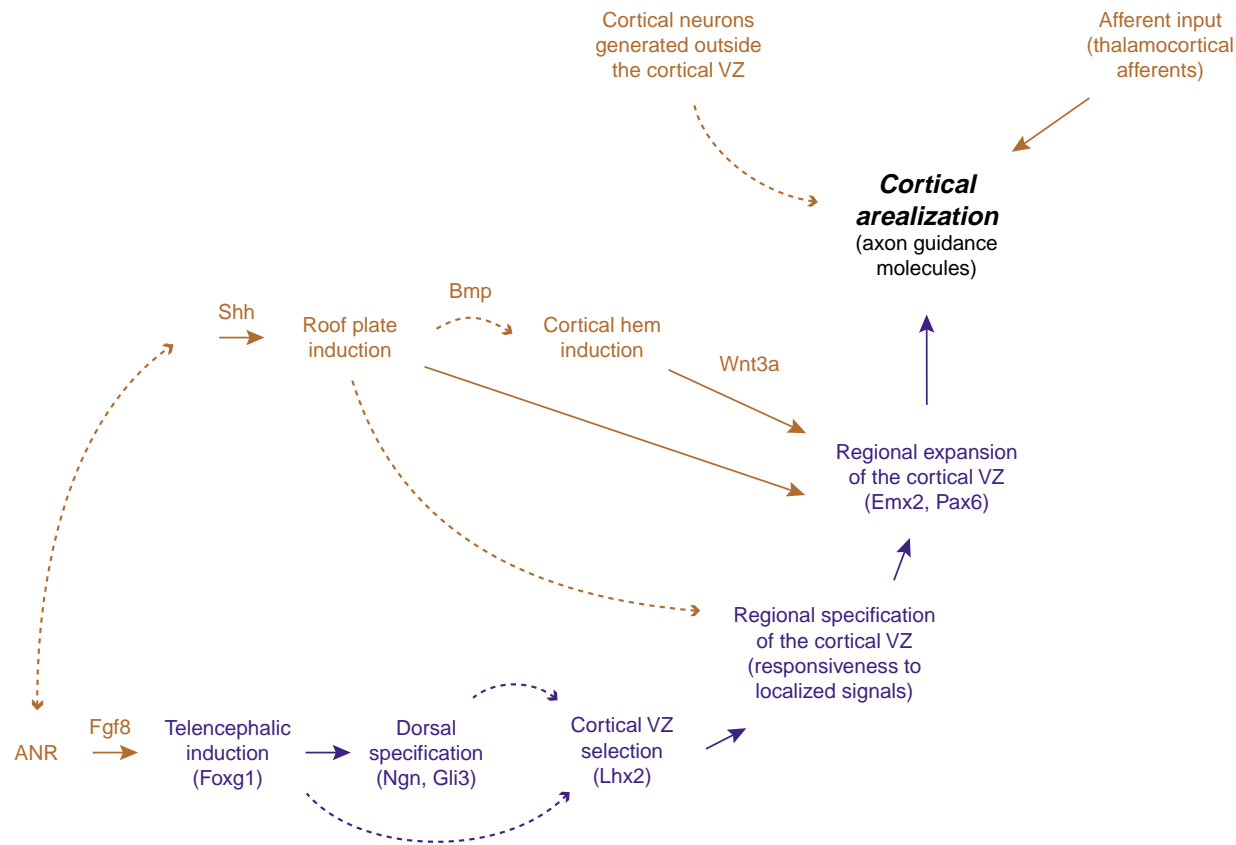 Cortical neurons
generated outside
the cortical VZ
Afferent input
(thalamocortical
afferents)
Cortical
arealization
(axon guidance
molecules)
Shh
Roof plate
induction
Bmp
Cortical hem
induction
Wnt3a
Regional expansion
of the cortical VZ
(Emx2, Pax6)
Regional specification
of the cortical VZ
(responsiveness to
localized signals)
ANR
Fgf8
Telencephalic
induction
(Foxg1)
Dorsal
specification
(Ngn, Gli3)
Cortical VZ
selection
(Lhx2)